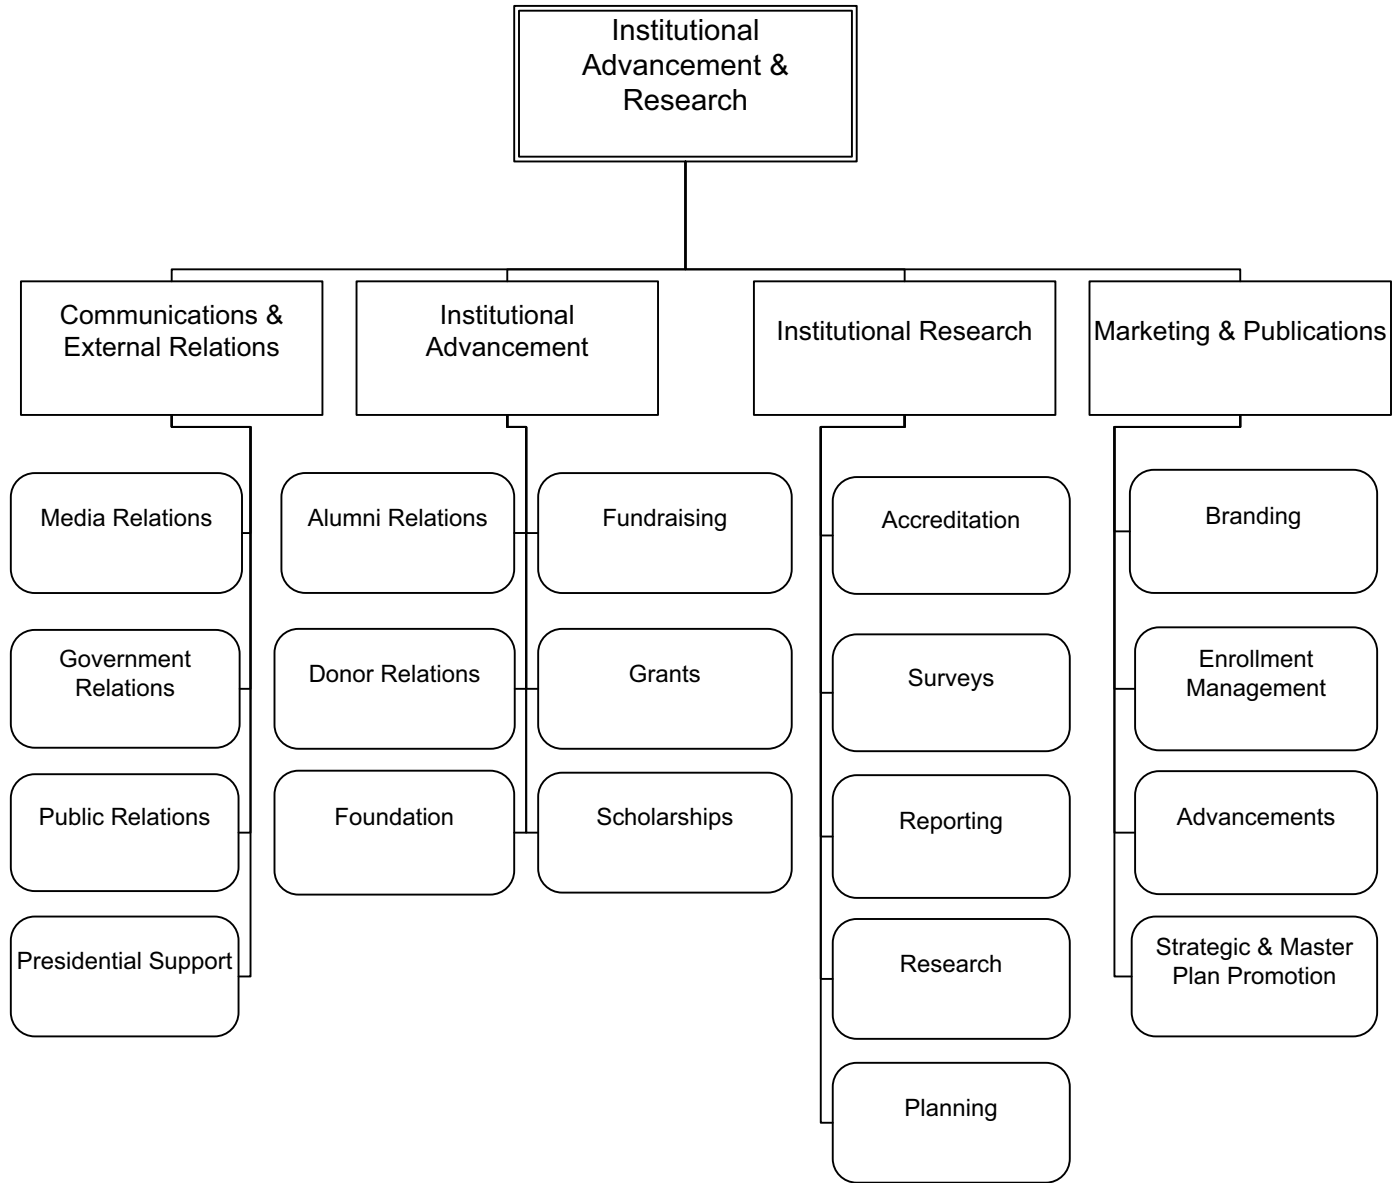 Institutional
Advancement &
Research
Communications &
External Relations
Institutional
Advancement
Institutional Research
Marketing & Publications
Media Relations
Government
Relations
Public Relations
Presidential Support
Alumni Relations
Donor Relations
Foundation
Fundraising
Grants
Scholarships
Accreditation
Surveys
Reporting
Research
Planning
Branding
Enrollment
Management
Advancements
Strategic & Master
Plan Promotion